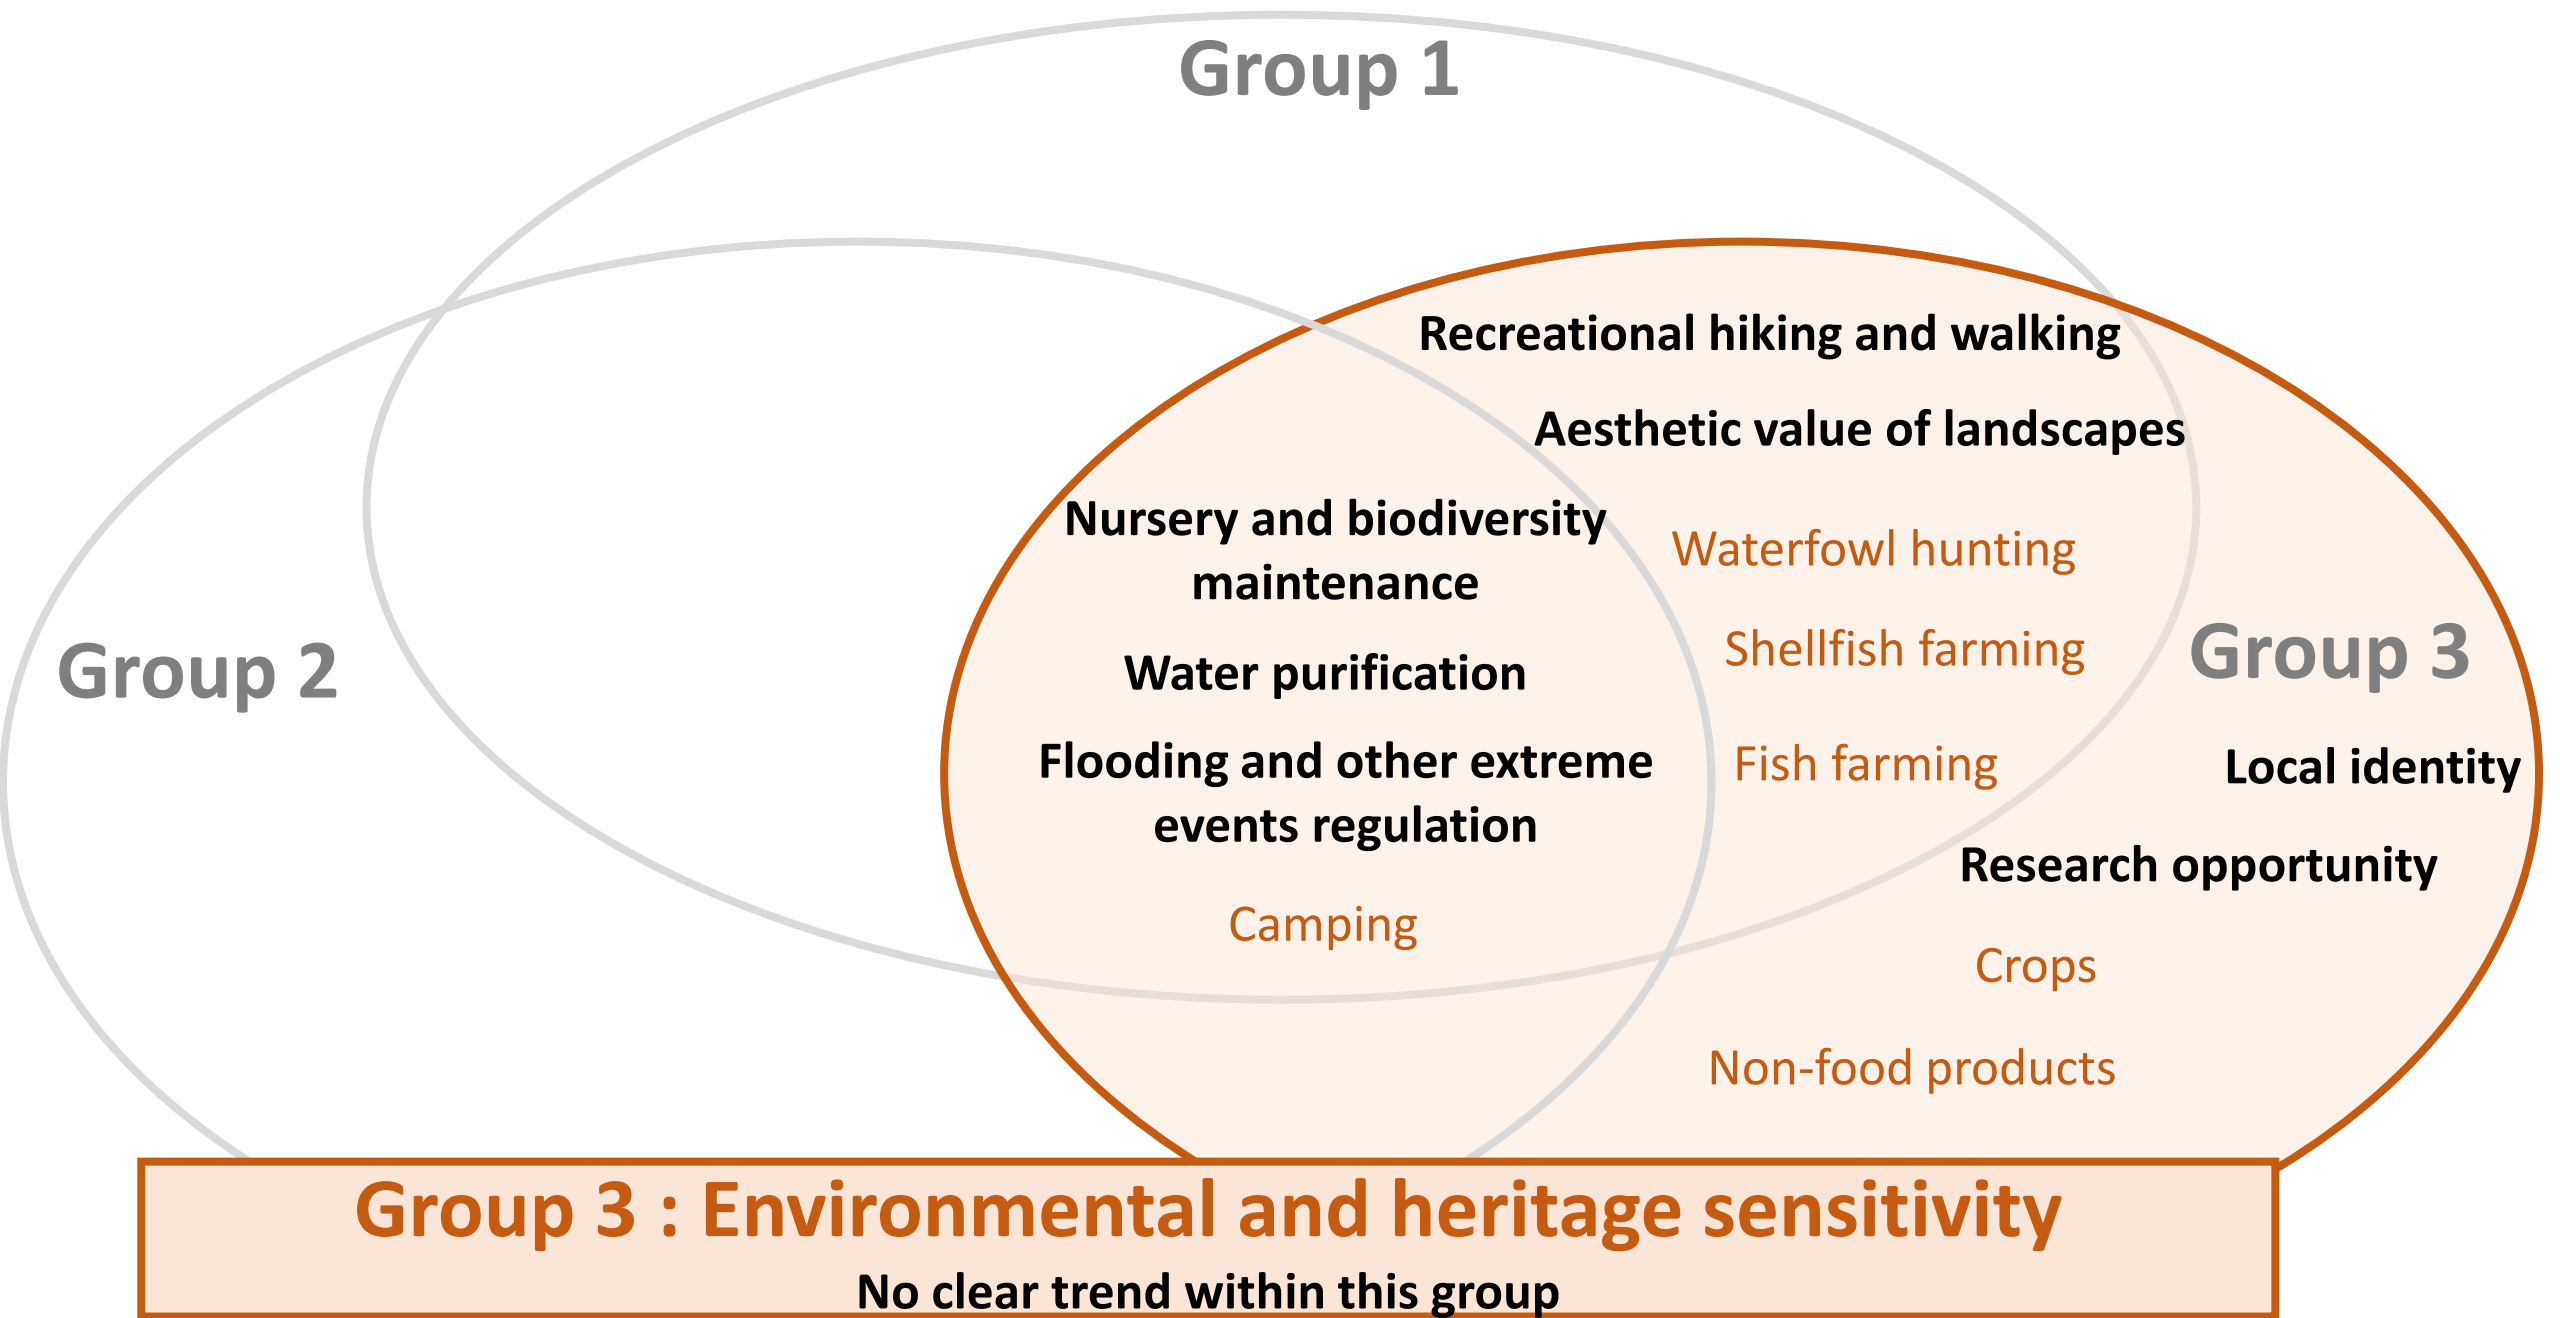 Group 1
Recreational hiking and walking
Aesthetic value of landscapes
Nursery and biodiversity
maintenance
Waterfowl hunting
Shellfish farming
Group 2
Group 3
Water purification
Flooding and other extreme
events regulation
Fish farming
Local identity
Research opportunity
Camping
Crops
Non-food products
Group 3 : Environmental and heritage sensitivity
No clear trend within this group